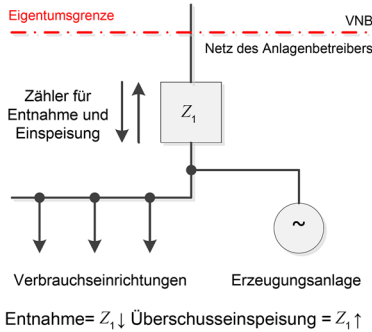 Eigentumsgrenze
VNB
Netz des Anlagenbetreibers
Zähler für
Entnahme und
Einspeisung
Z₁
~
Verbrauchseinrichtungen
Erzeugungsanlage
Entnahme= Z₁↓ Überschusseinspeisung = Z₁↑